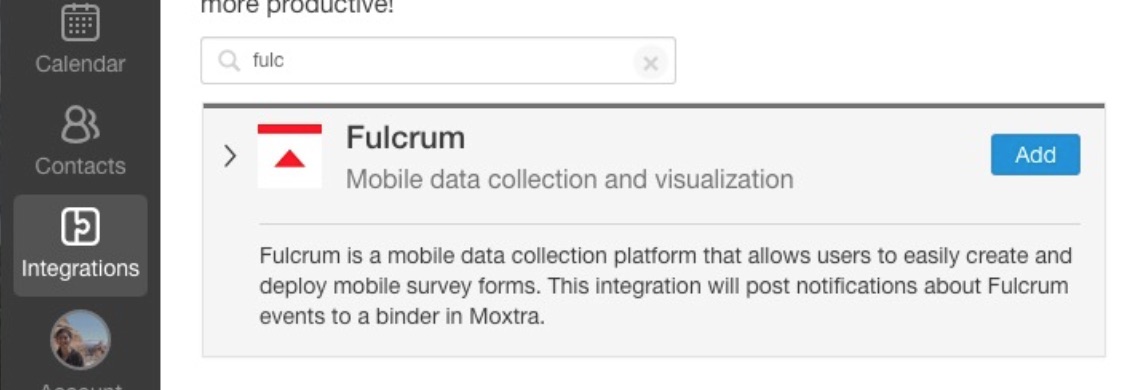 more productive!
Calendar
fulc
Contacts
Fulcrum
Mobile data collection and visualization
Add
Integrations
Fulcrum is a mobile data collection platform that allows users to easily create and
deploy mobile survey forms. This integration will post notifications about Fulcrum
events to a binder in Moxtra.
Account